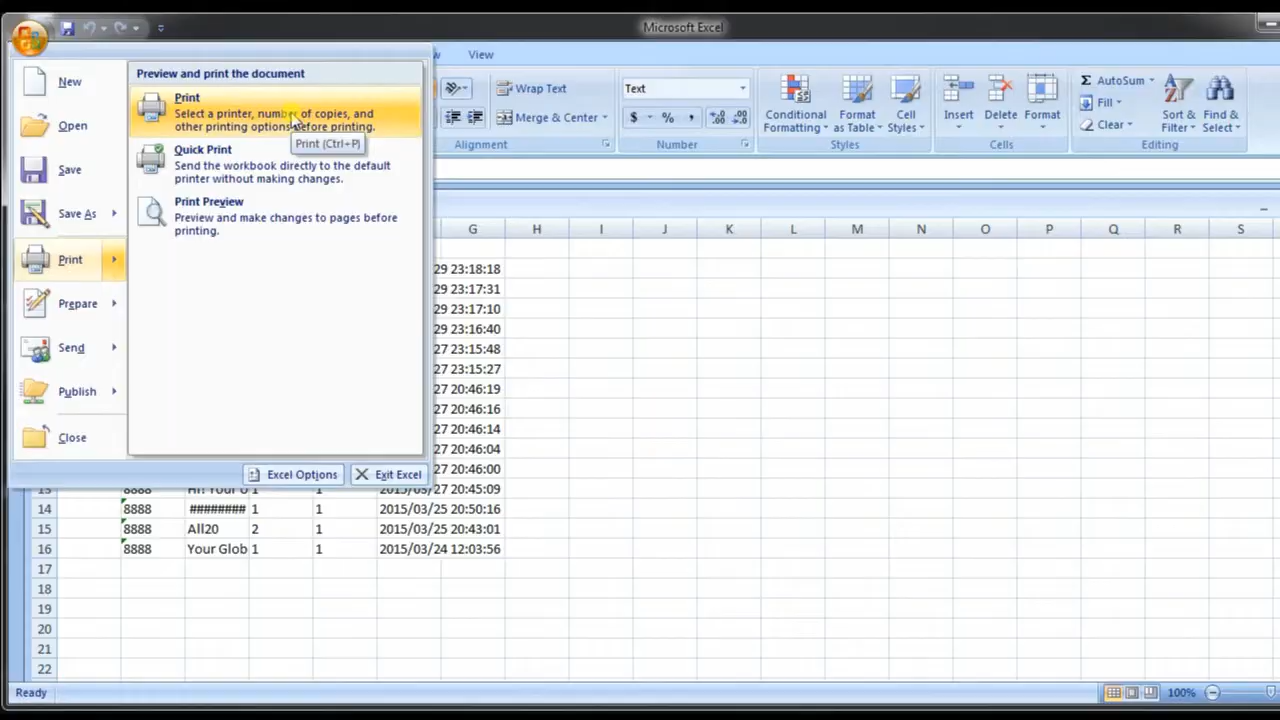 Microsoft Excel
w View
New
Open
Save
Save As
Print
Prepare
Send
Publish
Close
Preview and print the document
Print
Select a printer, number of copies, and
other printing options before printing.
Print (Ctrl+P)
Quick Print
Send the workbook directly to the default
printer without making changes.
Print Preview
Preview and make changes to pages before
printing.
Excel Options
Exit Excel
Wrap Text
Merge & Center
Alignment
Text
$ % ,
Number
Conditional
Formatting
Format
as Table
Cell
Styles
Styles
Insert
Delete
Format
Cells
Σ AutoSum
Fill
Clear
Sort &
Filter
Find &
Select
Editing
G H I J K L M N O P Q R S
29 23:18:18
29 23:17:31
29 23:17:10
29 23:16:40
27 23:15:48
27 23:15:27
27 20:46:19
27 20:46:16
27 20:46:14
27 20:46:04
27 20:46:00
13 8888 Hi! Your 1 1 2015/03/27 20:45:09
14 8888 ######## 1 1 2015/03/25 20:50:16
15 8888 All20 2 1 2015/03/25 20:43:01
16 8888 Your Glob 1 1 2015/03/24 12:03:56
17
18
19
20
21
22
Ready
100%